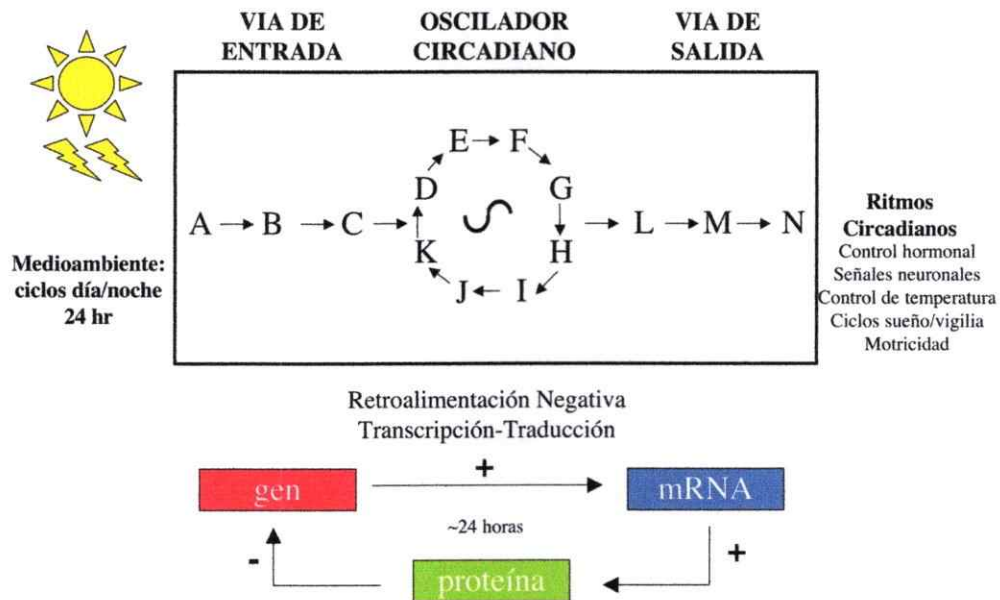 VIA DE
ENTRADA
OSCILADOR
CIRCADIANO
VIA DE
SALIDA
E → F
D
G
A → B → C →
→ L → M → N
K
H
J ← I
Medioambiente:
ciclos día/noche
24 hr
Ritmos
Circadianos
Control hormonal
Señales neuronales
Control de temperatura
Ciclos sueño/vigilia
Motricidad
Retroalimentación Negativa
Transcripción-Traducción
+
gen
mRNA
~24 horas
-
+
proteína